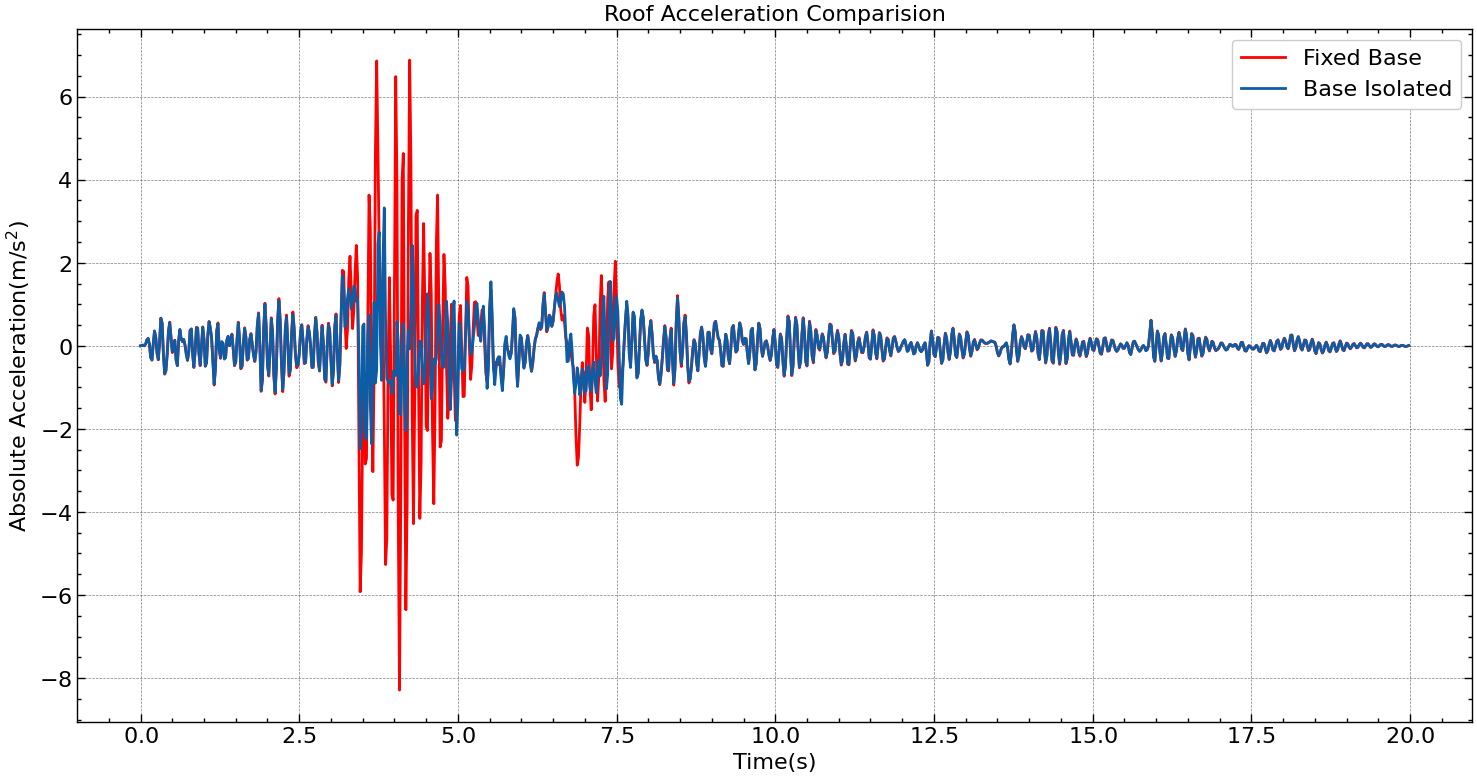 Roof Acceleration Comparision
Fixed Base
Base Isolated
Absolute Acceleration(m/s²)
6
4
2
0
−2
−4
−6
−8
0.0 2.5 5.0 7.5 10.0 12.5 15.0 17.5 20.0
Time(s)